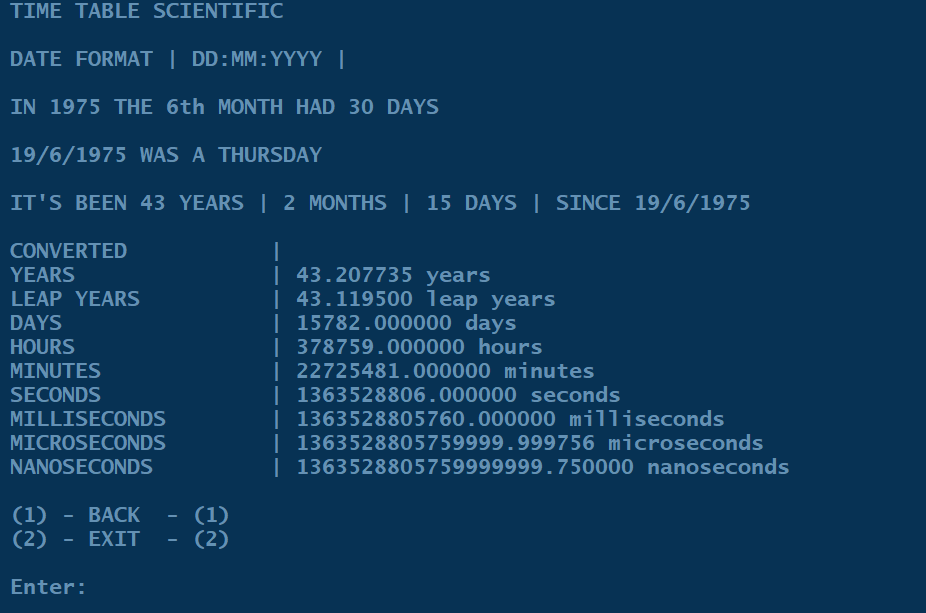 TIME TABLE SCIENTIFIC
DATE FORMAT | DD:MM:YYYY |
IN 1975 THE 6th MONTH HAD 30 DAYS
19/6/1975 WAS A THURSDAY
IT'S BEEN 43 YEARS | 2 MONTHS | 15 DAYS | SINCE 19/6/1975
CONVERTED |
YEARS | 43.207735 years
LEAP YEARS | 43.119500 leap years
DAYS | 15782.000000 days
HOURS | 378759.000000 hours
MINUTES | 22725481.000000 minutes
SECONDS | 1363528806.000000 seconds
MILLISECONDS | 1363528805760.000000 milliseconds
MICROSECONDS | 1363528805759999.999756 microseconds
NANOSECONDS | 1363528805759999999.750000 nanoseconds
(1) - BACK - (1)
(2) - EXIT - (2)
Enter: